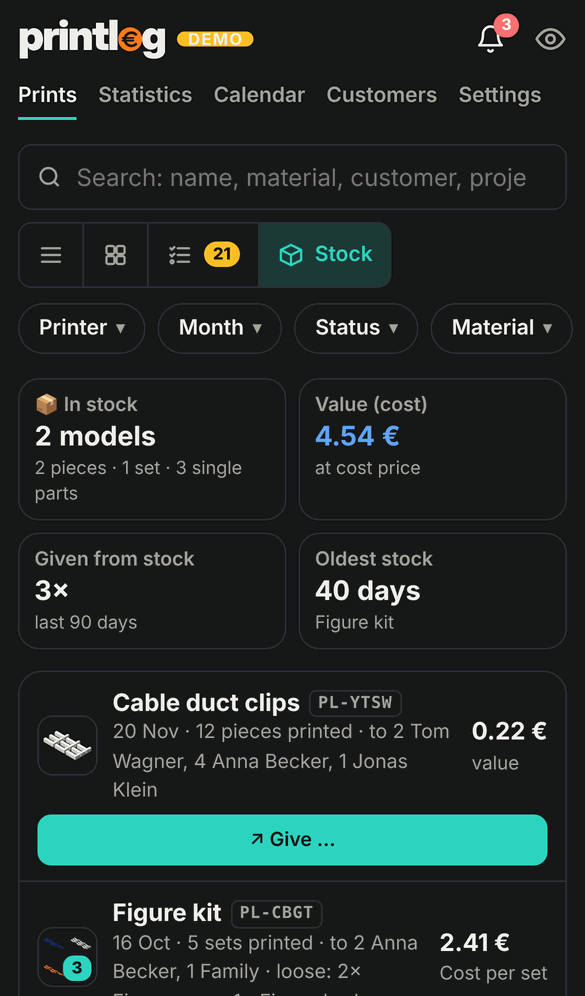 printl€g DEMO 3
Prints Statistics Calendar Customers Settings
Search: name, material, customer, proje
21 Stock
Printer ▾ Month ▾ Status ▾ Material ▾
📦 In stock
2 models
2 pieces · 1 set · 3 single
parts
Value (cost)
4.54 €
at cost price
Given from stock
3×
last 90 days
Oldest stock
40 days
Figure kit
Cable duct clips PL-YTSW
20 Nov · 12 pieces printed · to 2 Tom
Wagner, 4 Anna Becker, 1 Jonas
Klein
0.22 €
value
↗ Give ...
Figure kit PL-CBGT
16 Oct · 5 sets printed · to 2 Anna
Becker, 1 Family · loose: 2×
2.41 €
Cost per set
3